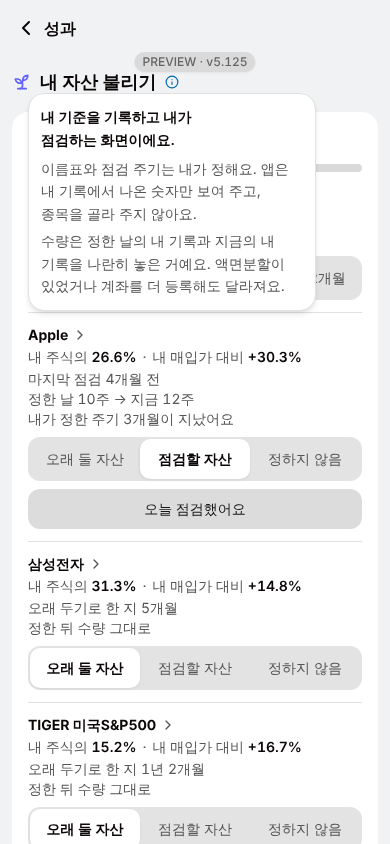 성과
PREVIEW · v5.125
내 자산 불리기
내 기준을 기록하고 내가
점검하는 화면이에요.
이름표와 점검 주기는 내가 정해요. 앱은
내 기록에서 나온 숫자만 보여 주고,
종목을 골라 주지 않아요.
수량은 정한 날의 내 기록과 지금의 내
기록을 나란히 놓은 거예요. 액면분할이
있었거나 계좌를 더 등록해도 달라져요.
개월
Apple
내 주식의 26.6% · 내 매입가 대비 +30.3%
마지막 점검 4개월 전
정한 날 10주 → 지금 12주
내가 정한 주기 3개월이 지났어요
오래 둘 자산 점검할 자산 정하지 않음
오늘 점검했어요
삼성전자
내 주식의 31.3% · 내 매입가 대비 +14.8%
오래 두기로 한 지 5개월
정한 뒤 수량 그대로
오래 둘 자산 점검할 자산 정하지 않음
TIGER 미국S&P500
내 주식의 15.2% · 내 매입가 대비 +16.7%
오래 두기로 한 지 1년 2개월
정한 뒤 수량 그대로
오래 둘 자산 점검할 자산 정하지 않음